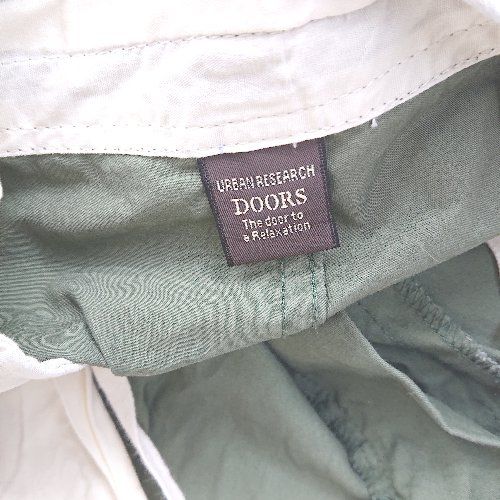 URBAN RESEARCH
DOORS
The door to
a Relaxation